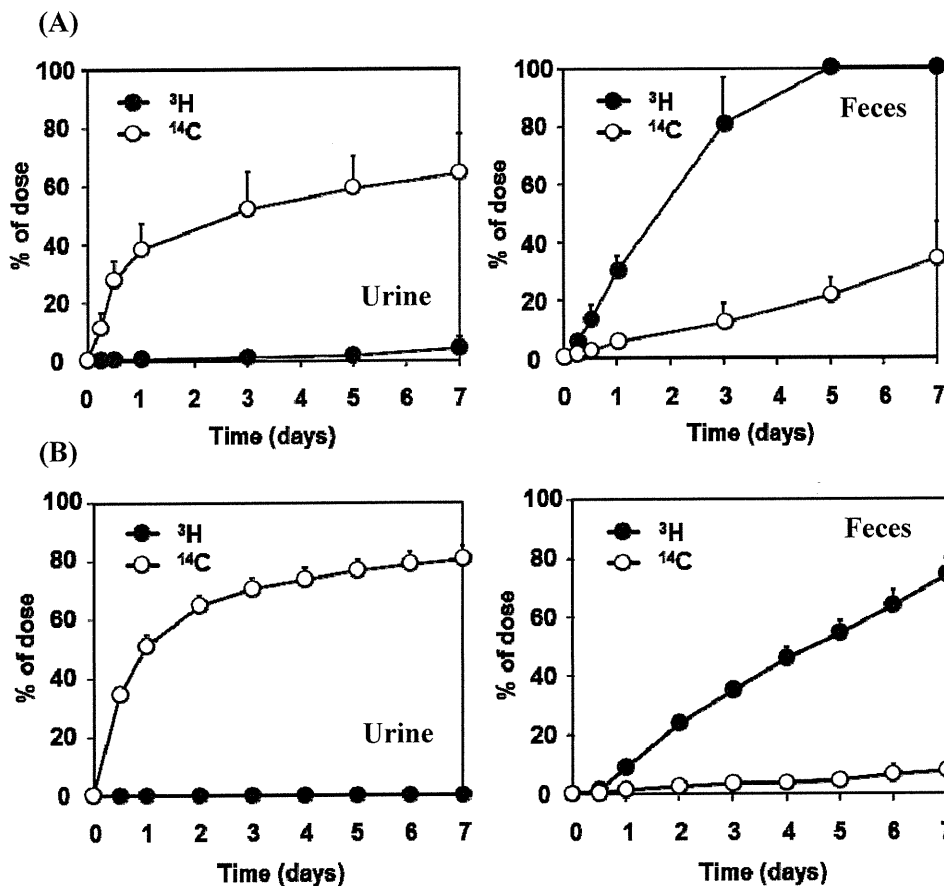 (A)
100
80
60
40
20
0
% of dose
³H
¹⁴C
Urine
0 1 2 3 4 5 6 7
Time (days)
100
80
60
40
20
0
% of dose
³H
¹⁴C
Feces
0 1 2 3 4 5 6 7
Time (days)
(B)
100
80
60
40
20
0
% of dose
³H
¹⁴C
Urine
0 1 2 3 4 5 6 7
Time (days)
100
80
60
40
20
0
% of dose
³H
¹⁴C
Feces
0 1 2 3 4 5 6 7
Time (days)